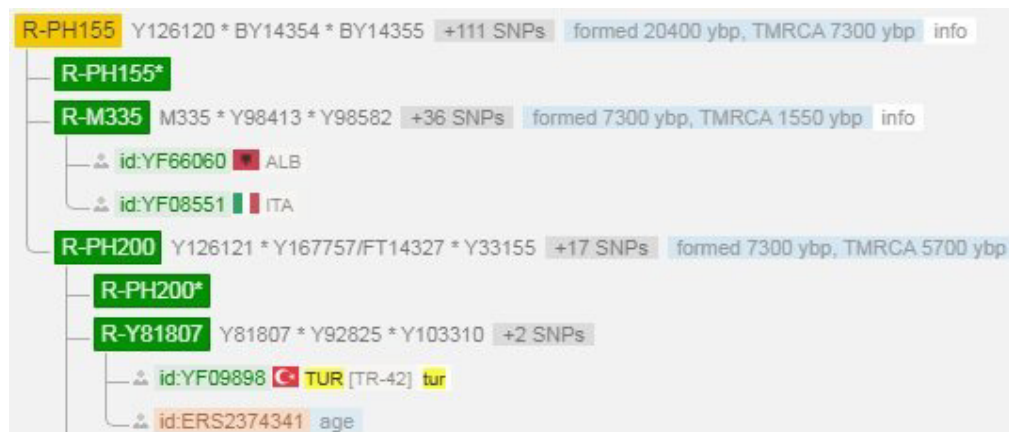 R-PH155 Y126120 * BY14354 * BY14355 +111 SNPs formed 20400 ybp, TMRCA 7300 ybp info
R-PH155*
R-M335 M335 * Y98413 * Y98582 +36 SNPs formed 7300 ybp, TMRCA 1550 ybp info
id:YF66060 ALB
id:YF08551 ITA
R-PH200 Y126121 * Y167757/FT14327 * Y33155 +17 SNPs formed 7300 ybp, TMRCA 5700 ybp
R-PH200*
R-Y81807 Y81807 * Y92825 * Y103310 +2 SNPs
id:YF09898 TUR [TR-42] tur
id:ERS2374341 age